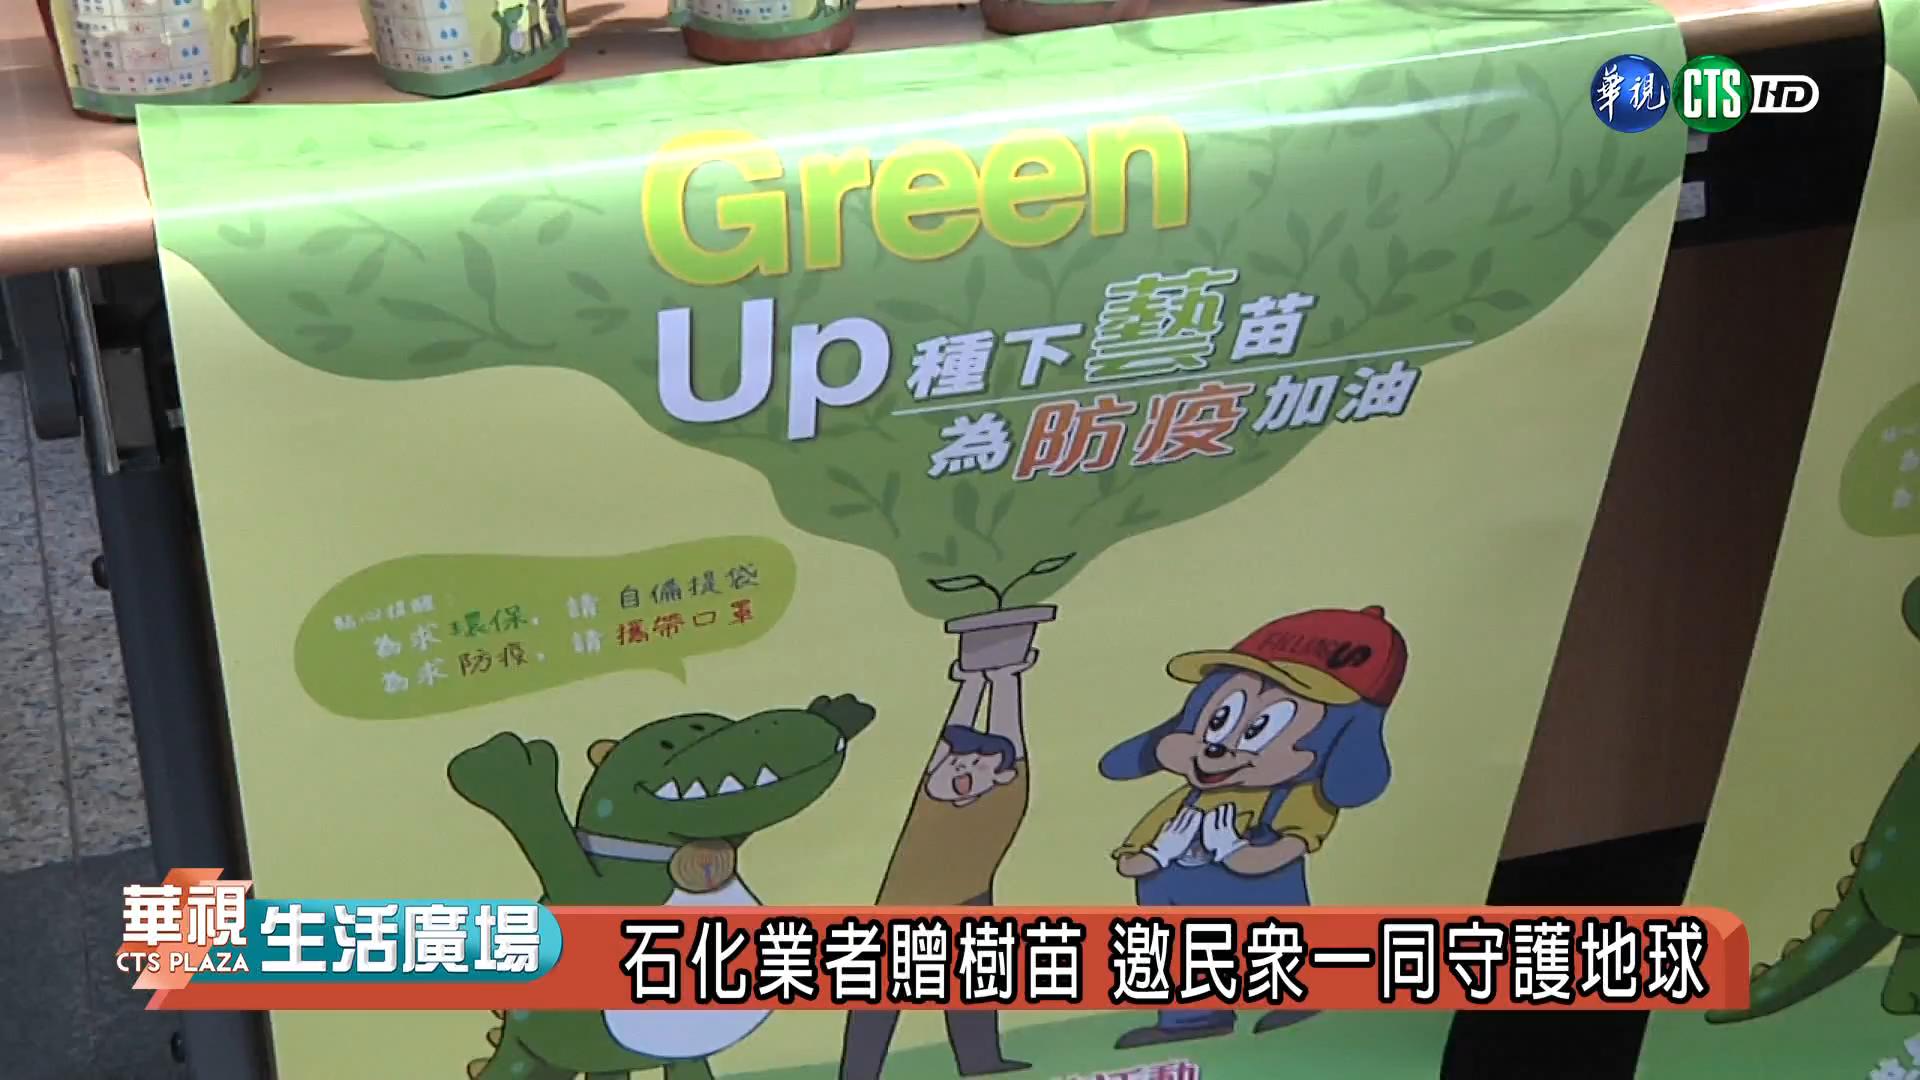 華視 CTS HD
Green
Up 種下藝苗
為防疫加油
貼心提醒：
為求環保，請自備提袋
為求防疫，請攜帶口罩
FILLING UP
華視 生活廣場
CTS PLAZA
石化業者贈樹苗 邀民眾一同守護地球